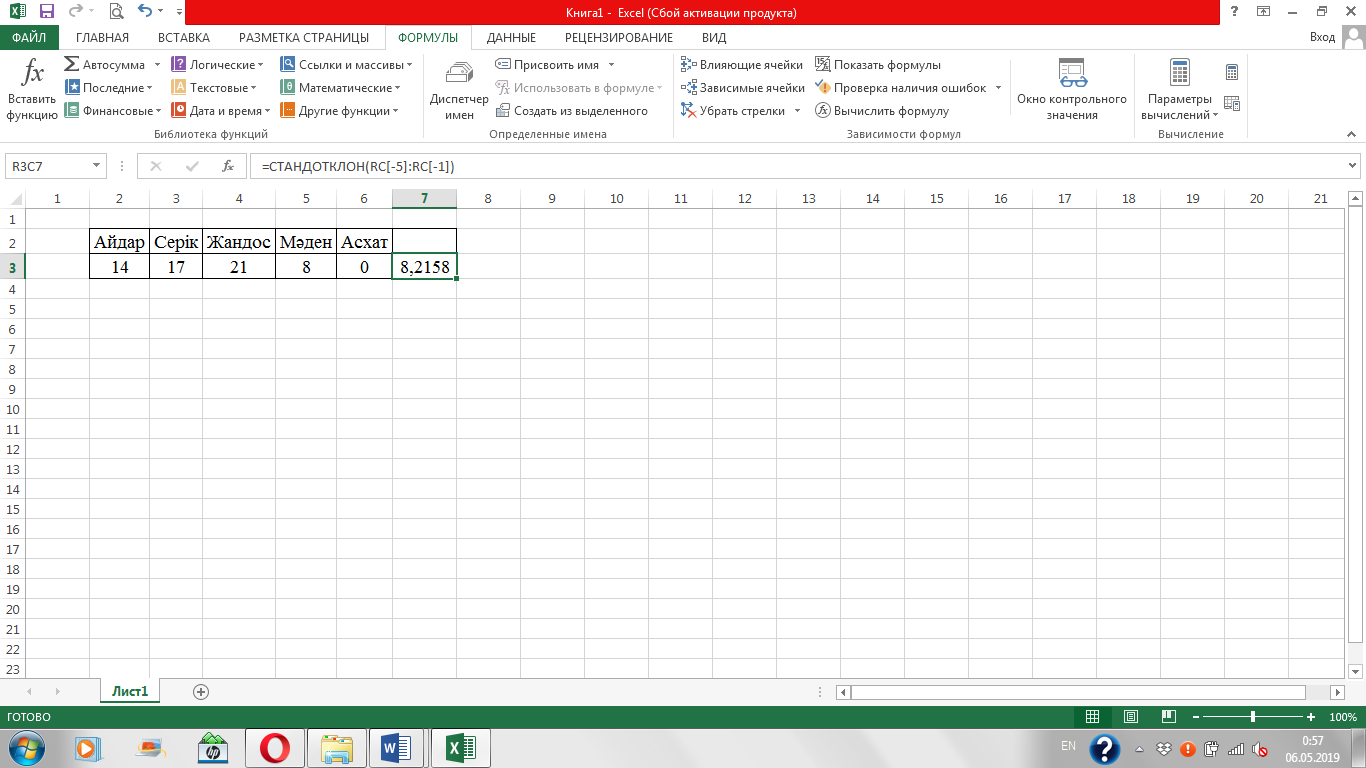 Книга1 - Excel (Сбой активации продукта)
ФАЙЛ ГЛАВНАЯ ВСТАВКА РАЗМЕТКА СТРАНИЦЫ ФОРМУЛЫ ДАННЫЕ РЕЦЕНЗИРОВАНИЕ ВИД Вход
Вставить функцию
Автосумма
Последние
Финансовые
Логические
Текстовые
Дата и время
Ссылки и массивы
Математические
Другие функции
Библиотека функций
Диспетчер имен
Присвоить имя
Использовать в формуле
Создать из выделенного
Определенные имена
Влияющие ячейки
Зависимые ячейки
Убрать стрелки
Показать формулы
Проверка наличия ошибок
Вычислить формулу
Зависимости формул
Окно контрольного значения
Параметры вычислений
Вычисление
R3C7 fx =СТАНДОТКЛОН(RC[-5]:RC[-1])
1 2 3 4 5 6 7 8 9 10 11 12 13 14 15 16 17 18 19 20 21
1
2 Айдар Серік Жандос Мәден Асхат
3 14 17 21 8 0 8,2158
4
5
6
7
8
9
10
11
12
13
14
15
16
17
18
19
20
21
22
23
Лист1
ГОТОВО 100%
EN 0:57
06.05.2019